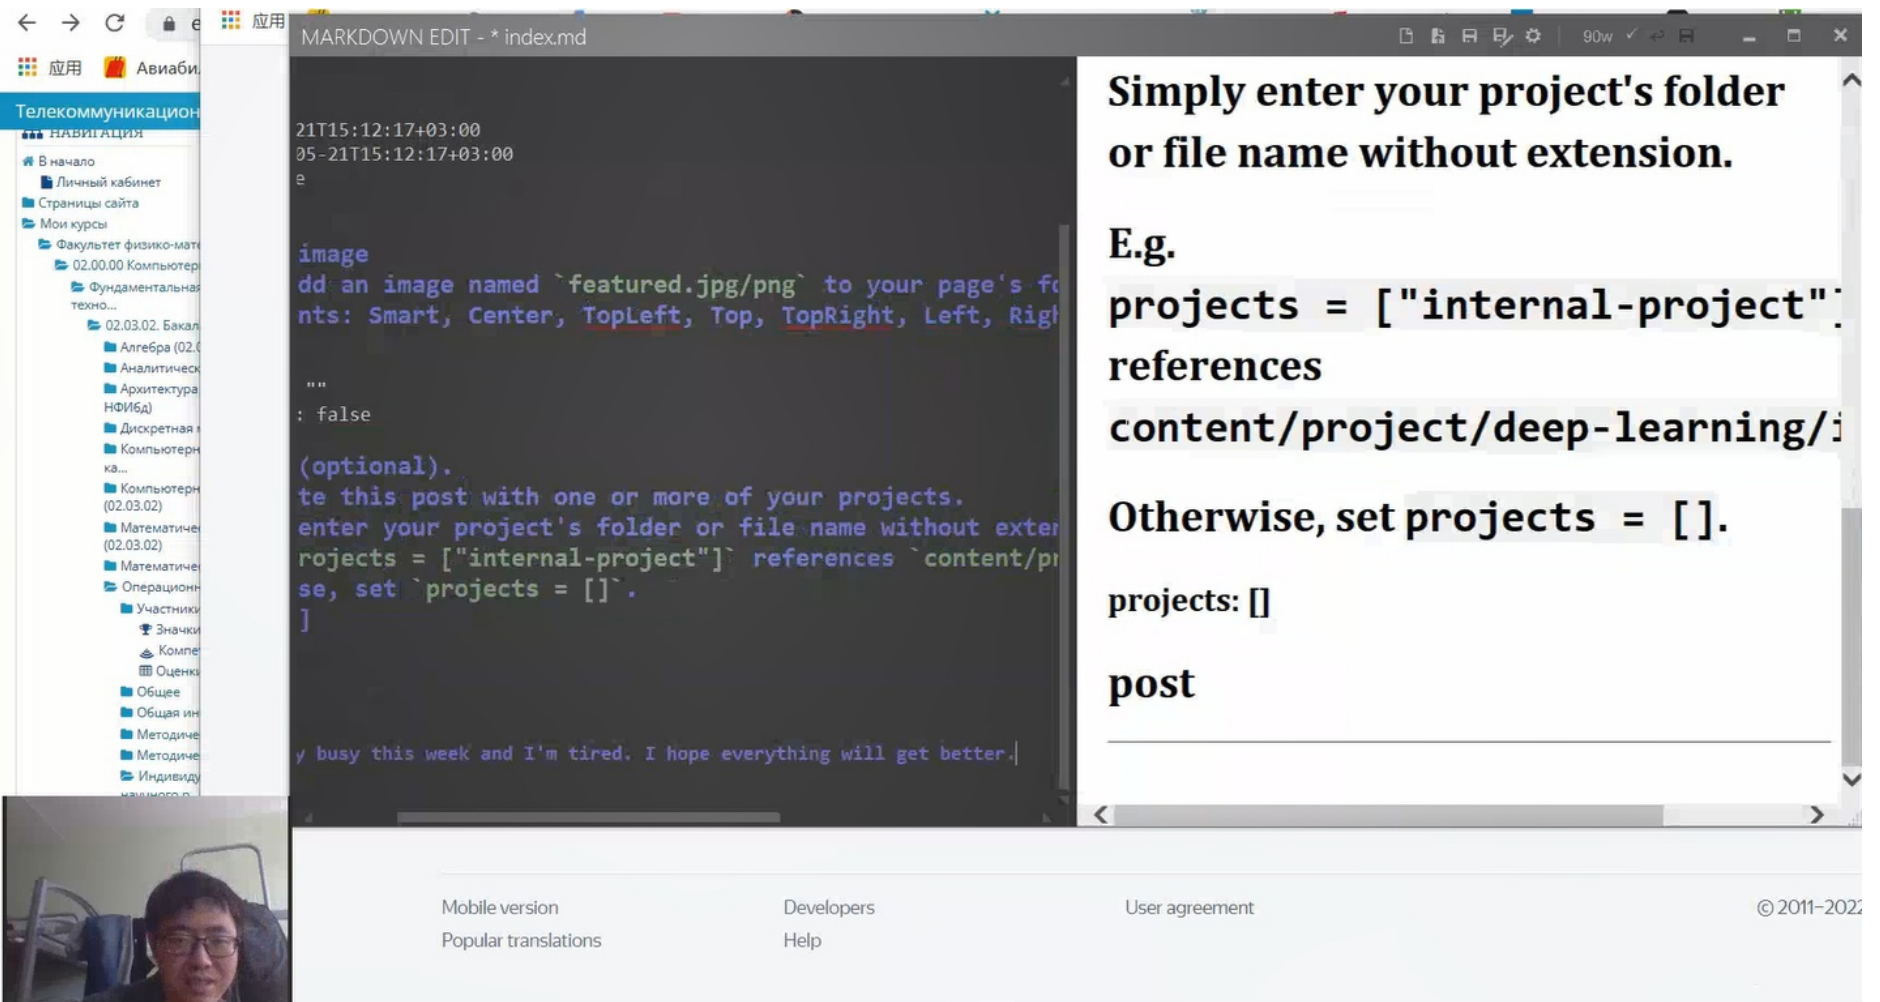 应用
MARKDOWN EDIT - * index.md
90w
应用
Авиаби
Телекоммуникацион
НАВИГАЦИЯ
В начало
Личный кабинет
Страницы сайта
Мои курсы
Факультет физико-мате
02.00.00 Компьютер
Фундаментальная
техно...
02.03.02. Бакал
Алгебра (02.0
Аналитическ
Архитектура
НФИбд)
Дискретная
Компьютерн
ка...
Компьютерн
(02.03.02)
Математиче
(02.03.02)
Математиче
Операционн
Участники
Значки
Компе
Оценки
Общее
Общая ин
Методиче
Методиче
Индивиду
21T15:12:17+03:00
05-21T15:12:17+03:00
e
image
dd an image named `featured.jpg/png` to your page's fo
nts: Smart, Center, TopLeft, Top, TopRight, Left, Righ
""
: false
(optional).
te this post with one or more of your projects.
enter your project's folder or file name without exten
rojects = ["internal-project"]` references `content/pr
se, set `projects = []`.
]
y busy this week and I'm tired. I hope everything will get better.
Simply enter your project's folder
or file name without extension.
E.g.
projects = ["internal-project"]
references
content/project/deep-learning/i
Otherwise, set projects = [].
projects: []
post
Mobile version
Developers
User agreement
© 2011-2022
Popular translations
Help